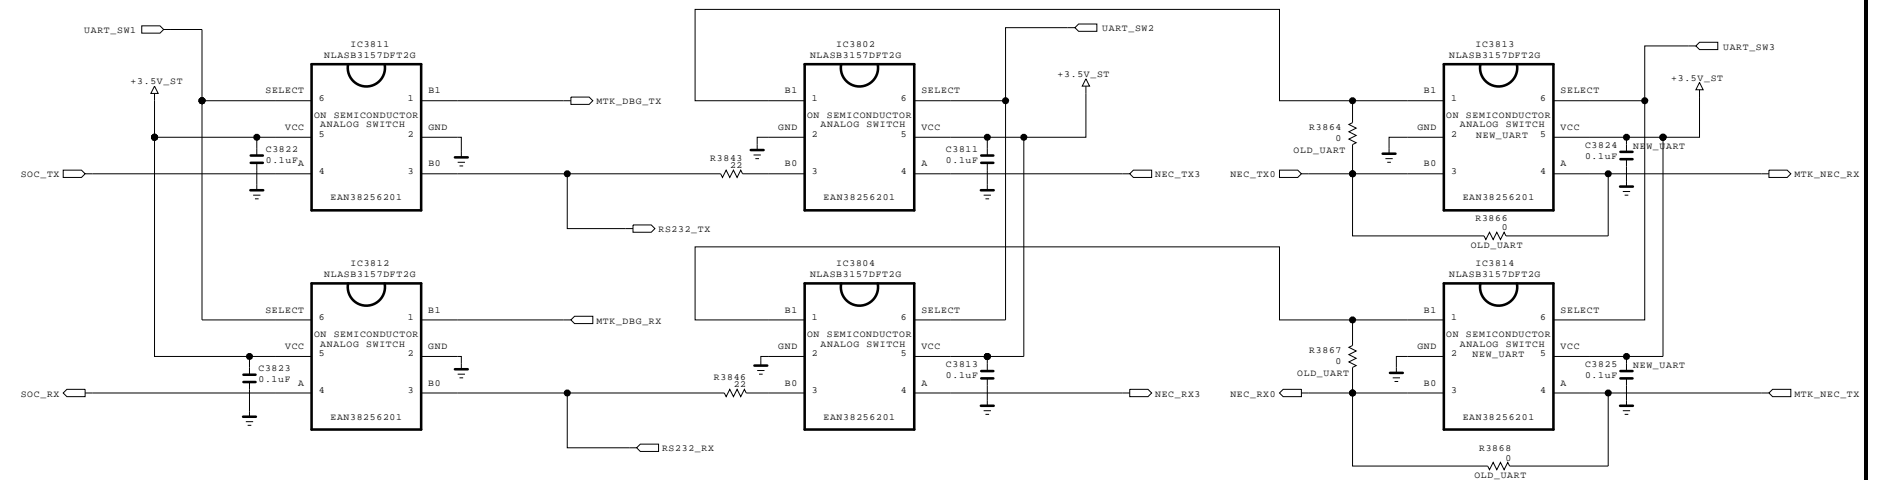 UART_SW1
+3.5V_ST
IC3811
NLASB3157DFT2G
SELECT
6
1
B1
MTK_DBG_TX
ON SEMICONDUCTOR
ANALOG SWITCH
VCC
5
2
GND
C3822
0.1uF
A
4
3
B0
SOC_TX
EAN38256201
RS232_TX
R3843
22
IC3802
NLASB3157DFT2G
UART_SW2
+3.5V_ST
B1
1
6
SELECT
ON SEMICONDUCTOR
ANALOG SWITCH
GND
2
5
VCC
C3811
0.1uF
B0
3
4
A
NEC_TX3
EAN38256201
IC3813
NLASB3157DFT2G
UART_SW3
+3.5V_ST
B1
1
6
SELECT
ON SEMICONDUCTOR
ANALOG SWITCH
NEW_UART
R3864
0
OLD_UART
GND
2
5
VCC
C3824
0.1uF
NEW_UART
NEC_TX0
B0
3
4
A
MTK_NEC_RX
EAN38256201
R3866
0
OLD_UART
IC3812
NLASB3157DFT2G
SELECT
6
1
B1
MTK_DBG_RX
ON SEMICONDUCTOR
ANALOG SWITCH
VCC
5
2
GND
C3823
0.1uF
A
4
3
B0
SOC_RX
EAN38256201
RS232_RX
R3846
22
IC3804
NLASB3157DFT2G
B1
1
6
SELECT
ON SEMICONDUCTOR
ANALOG SWITCH
GND
2
5
VCC
C3813
0.1uF
B0
3
4
A
NEC_RX3
EAN38256201
IC3814
NLASB3157DFT2G
B1
1
6
SELECT
ON SEMICONDUCTOR
ANALOG SWITCH
NEW_UART
R3867
0
OLD_UART
GND
2
5
VCC
C3825
0.1uF
NEW_UART
NEC_RX0
B0
3
4
A
MTK_NEC_TX
EAN38256201
R3868
0
OLD_UART